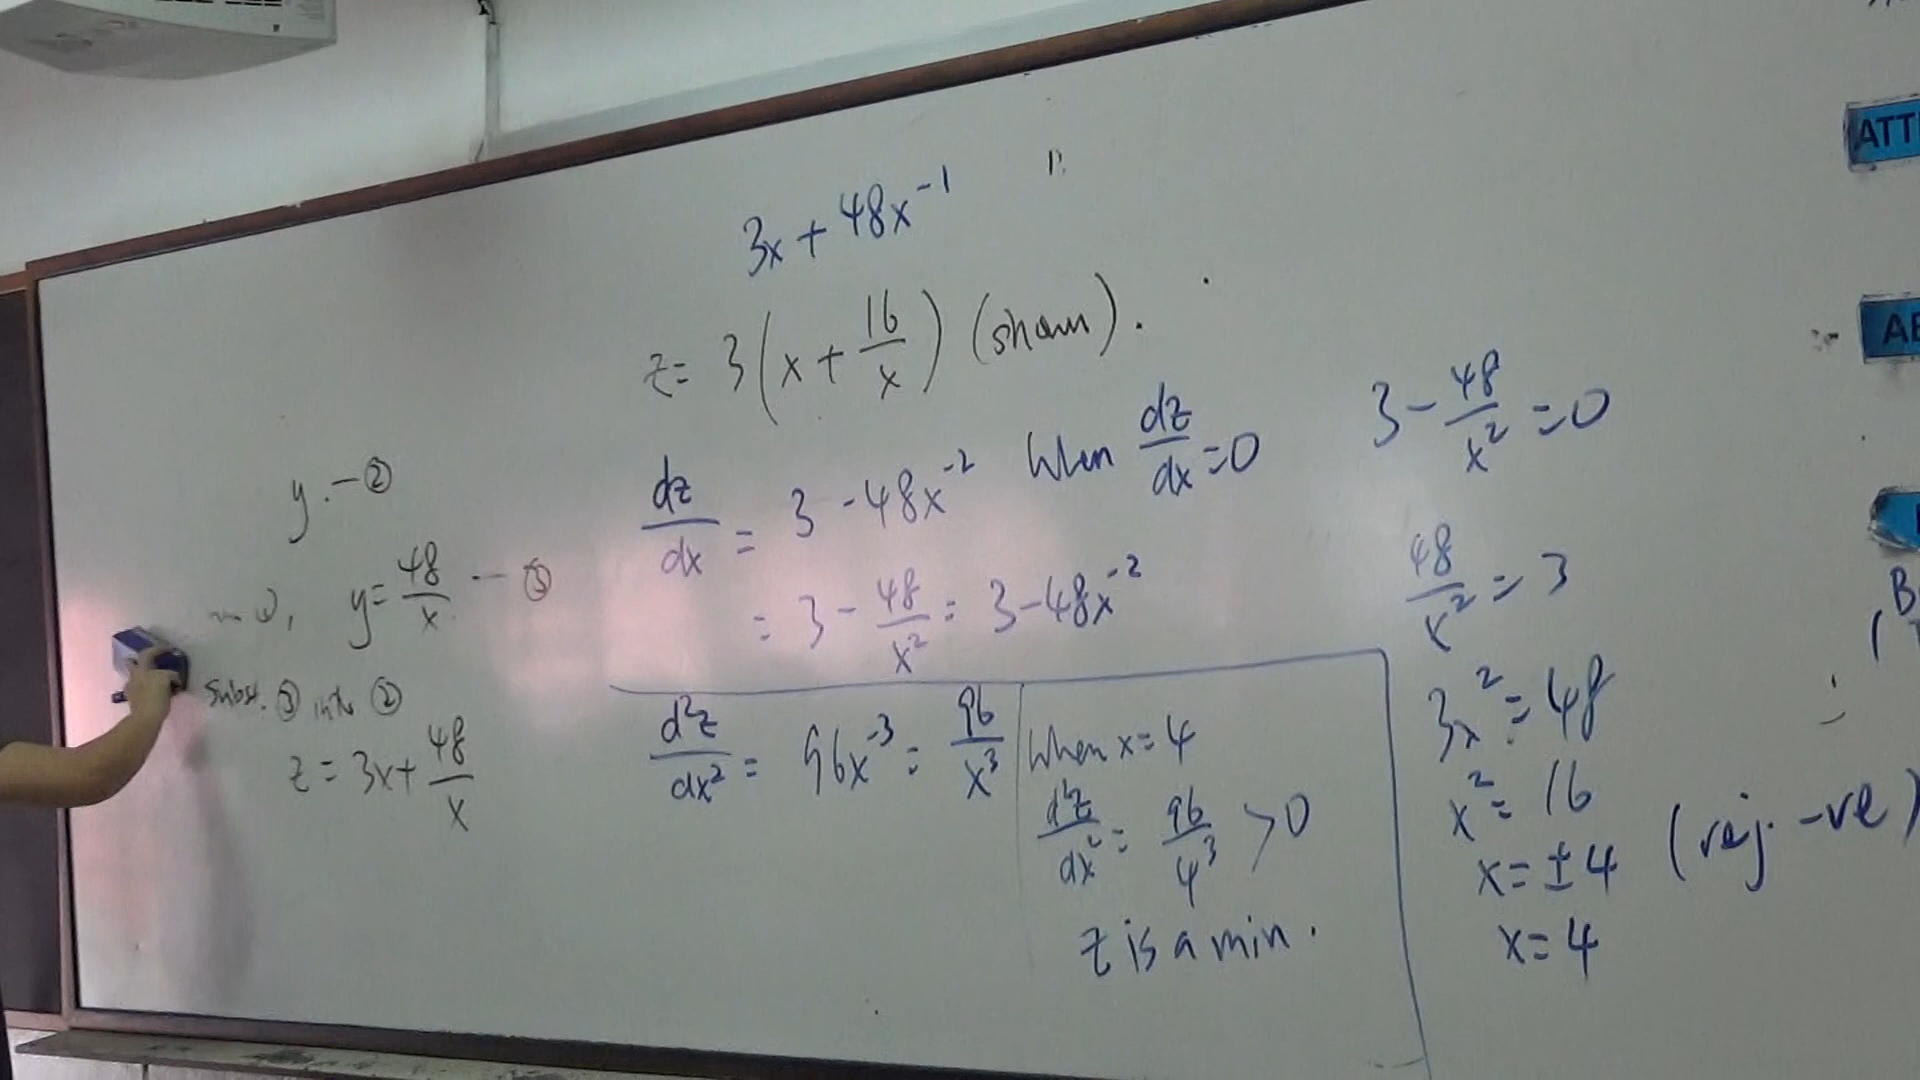 3x + 48x⁻¹
z = 3(x + 16/x) (shown).
y. — ②
y = 48/x — ③
Subst. ③ into ②
z = 3x + 48/x
dz/dx = 3 - 48x⁻²
= 3 - 48/x² = 3 - 48x⁻²
When dz/dx = 0
3 - 48/x² = 0
48/x² = 3
3x² = 48
x² = 16
x = ±4 (rej. -ve)
x = 4
d²z/dx² = 96x⁻³ = 96/x³
When x = 4
d²z/dx² = 96/4³ > 0
z is a min.
ATT